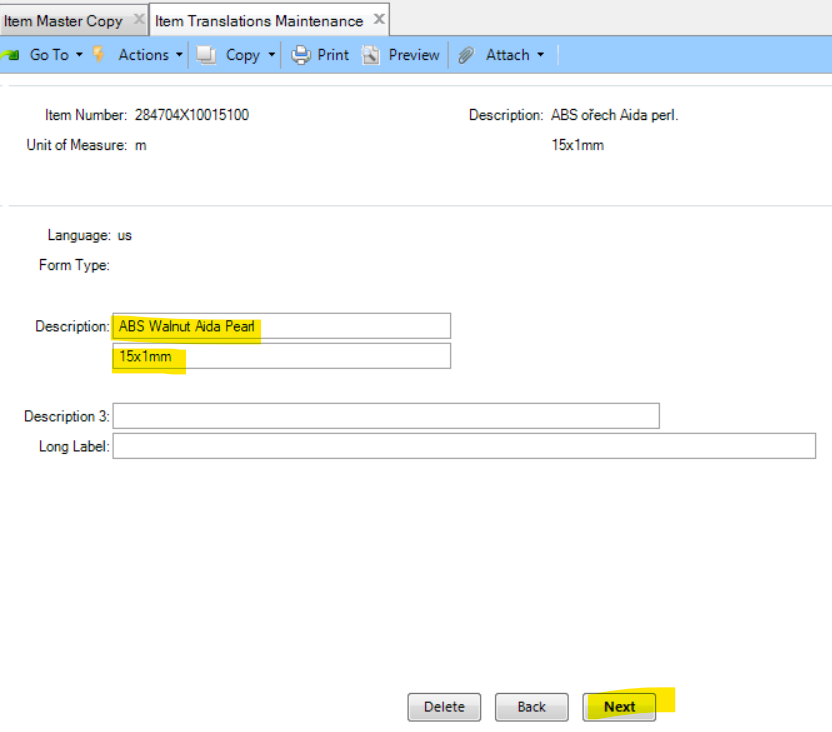 Item Master Copy X Item Translations Maintenance X
Go To Actions Copy Print Preview Attach
Item Number: 284704X10015100 Description: ABS ořech Aida perl.
Unit of Measure: m 15x1mm
Language: us
Form Type:
Description: ABS Walnut Aida Pearl
15x1mm
Description 3:
Long Label:
Delete Back Next